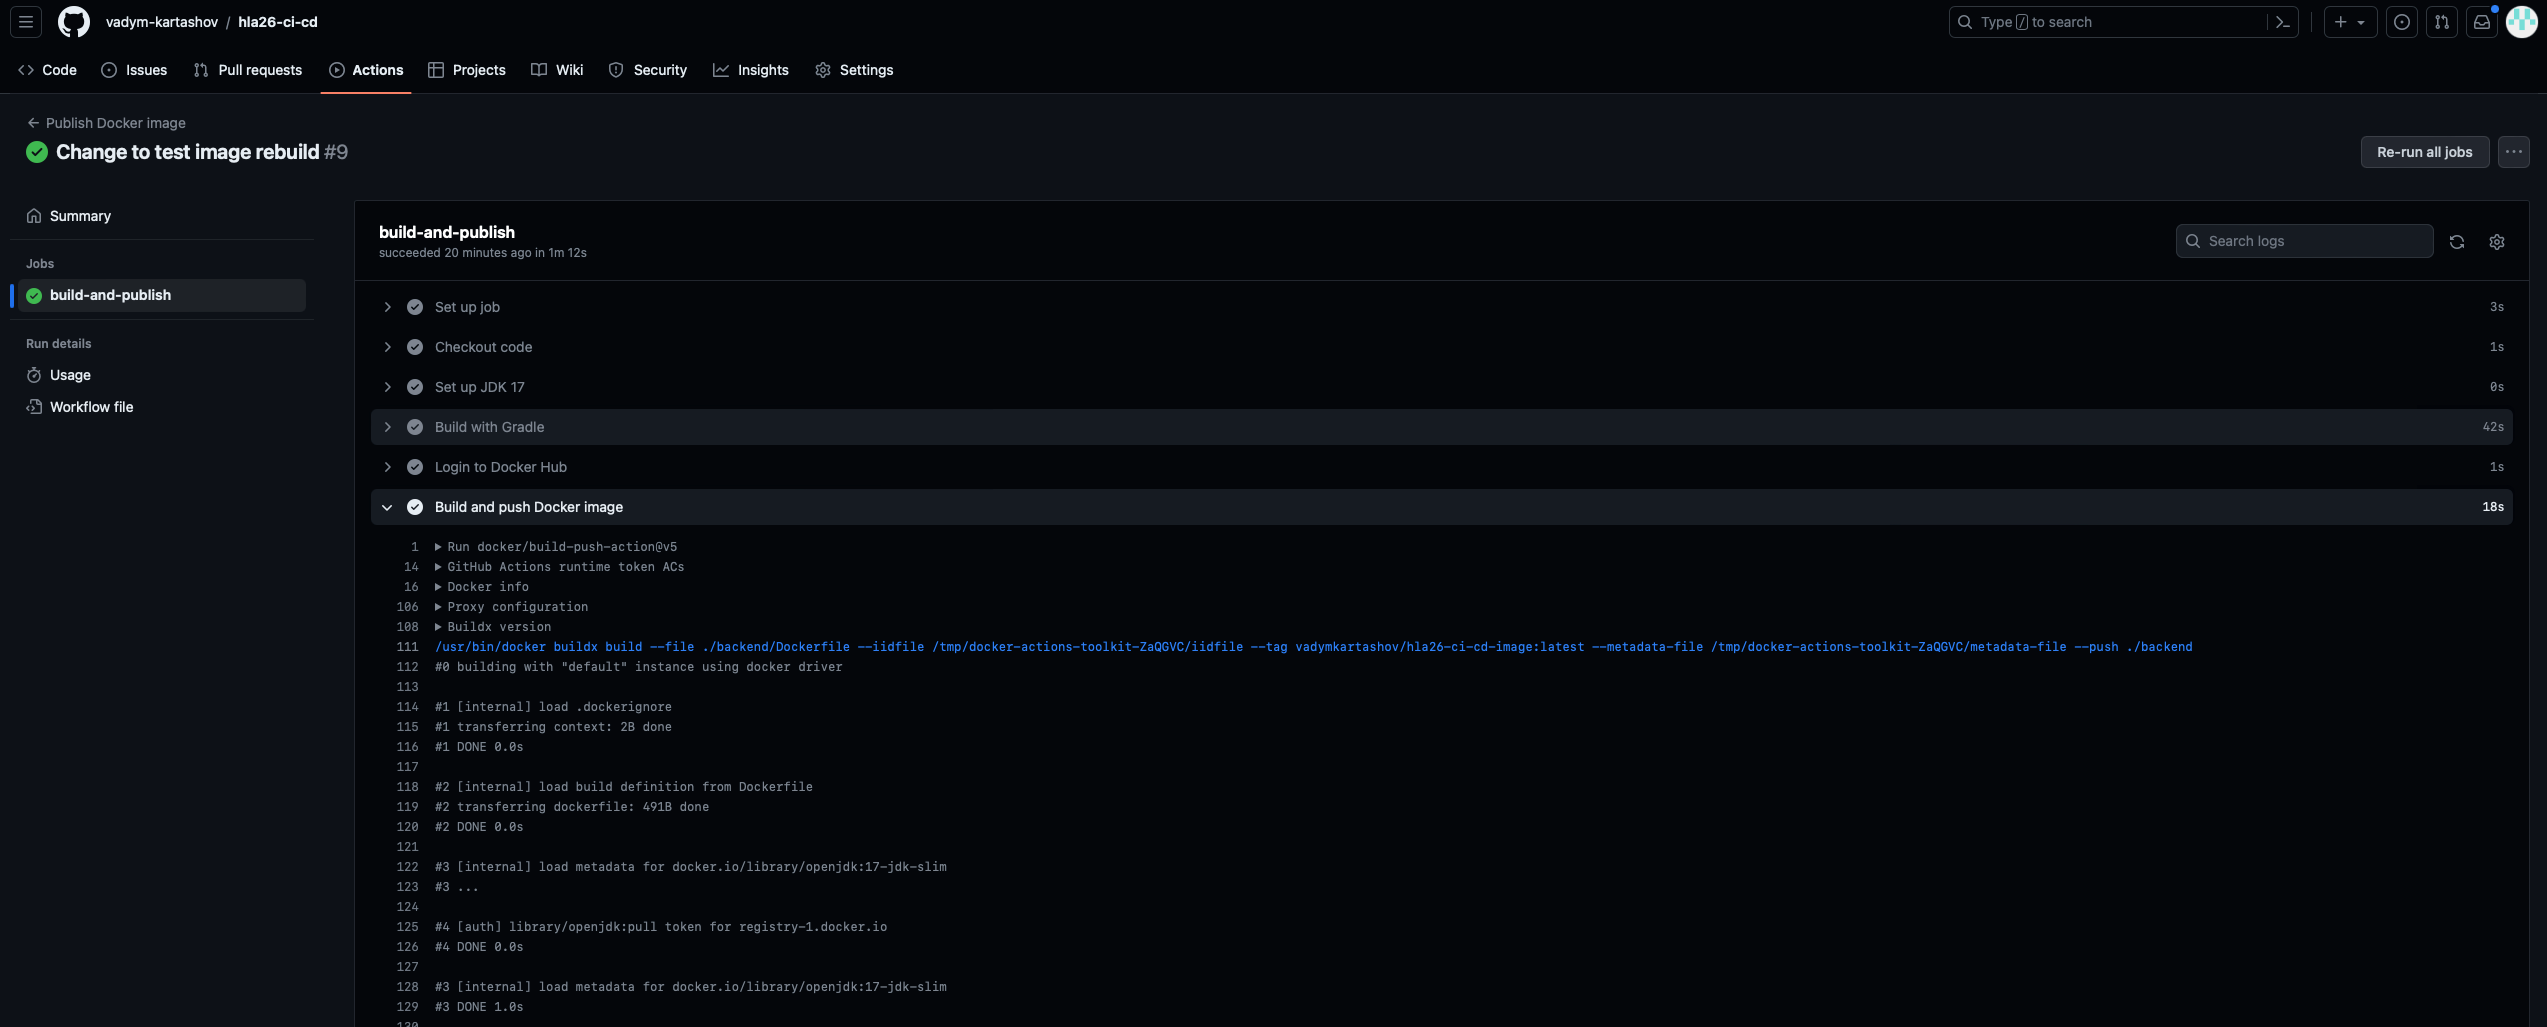 vadym-kartashov / hla26-ci-cd
Type / to search
Code Issues Pull requests Actions Projects Wiki Security Insights Settings
Publish Docker image
Change to test image rebuild #9
Re-run all jobs
Summary
Jobs
build-and-publish
Run details
Usage
Workflow file
build-and-publish
succeeded 20 minutes ago in 1m 12s
Search logs
Set up job 3s
Checkout code 1s
Set up JDK 17 0s
Build with Gradle 42s
Login to Docker Hub 1s
Build and push Docker image 18s
1 Run docker/build-push-action@v5
14 GitHub Actions runtime token ACs
16 Docker info
106 Proxy configuration
108 Buildx version
111 /usr/bin/docker buildx build --file ./backend/Dockerfile --iidfile /tmp/docker-actions-toolkit-ZaQGVC/iidfile --tag vadymkartashov/hla26-ci-cd-image:latest --metadata-file /tmp/docker-actions-toolkit-ZaQGVC/metadata-file --push ./backend
112 #0 building with "default" instance using docker driver
113
114 #1 [internal] load .dockerignore
115 #1 transferring context: 2B done
116 #1 DONE 0.0s
117
118 #2 [internal] load build definition from Dockerfile
119 #2 transferring dockerfile: 491B done
120 #2 DONE 0.0s
121
122 #3 [internal] load metadata for docker.io/library/openjdk:17-jdk-slim
123 #3 ...
124
125 #4 [auth] library/openjdk:pull token for registry-1.docker.io
126 #4 DONE 0.0s
127
128 #3 [internal] load metadata for docker.io/library/openjdk:17-jdk-slim
129 #3 DONE 1.0s
130